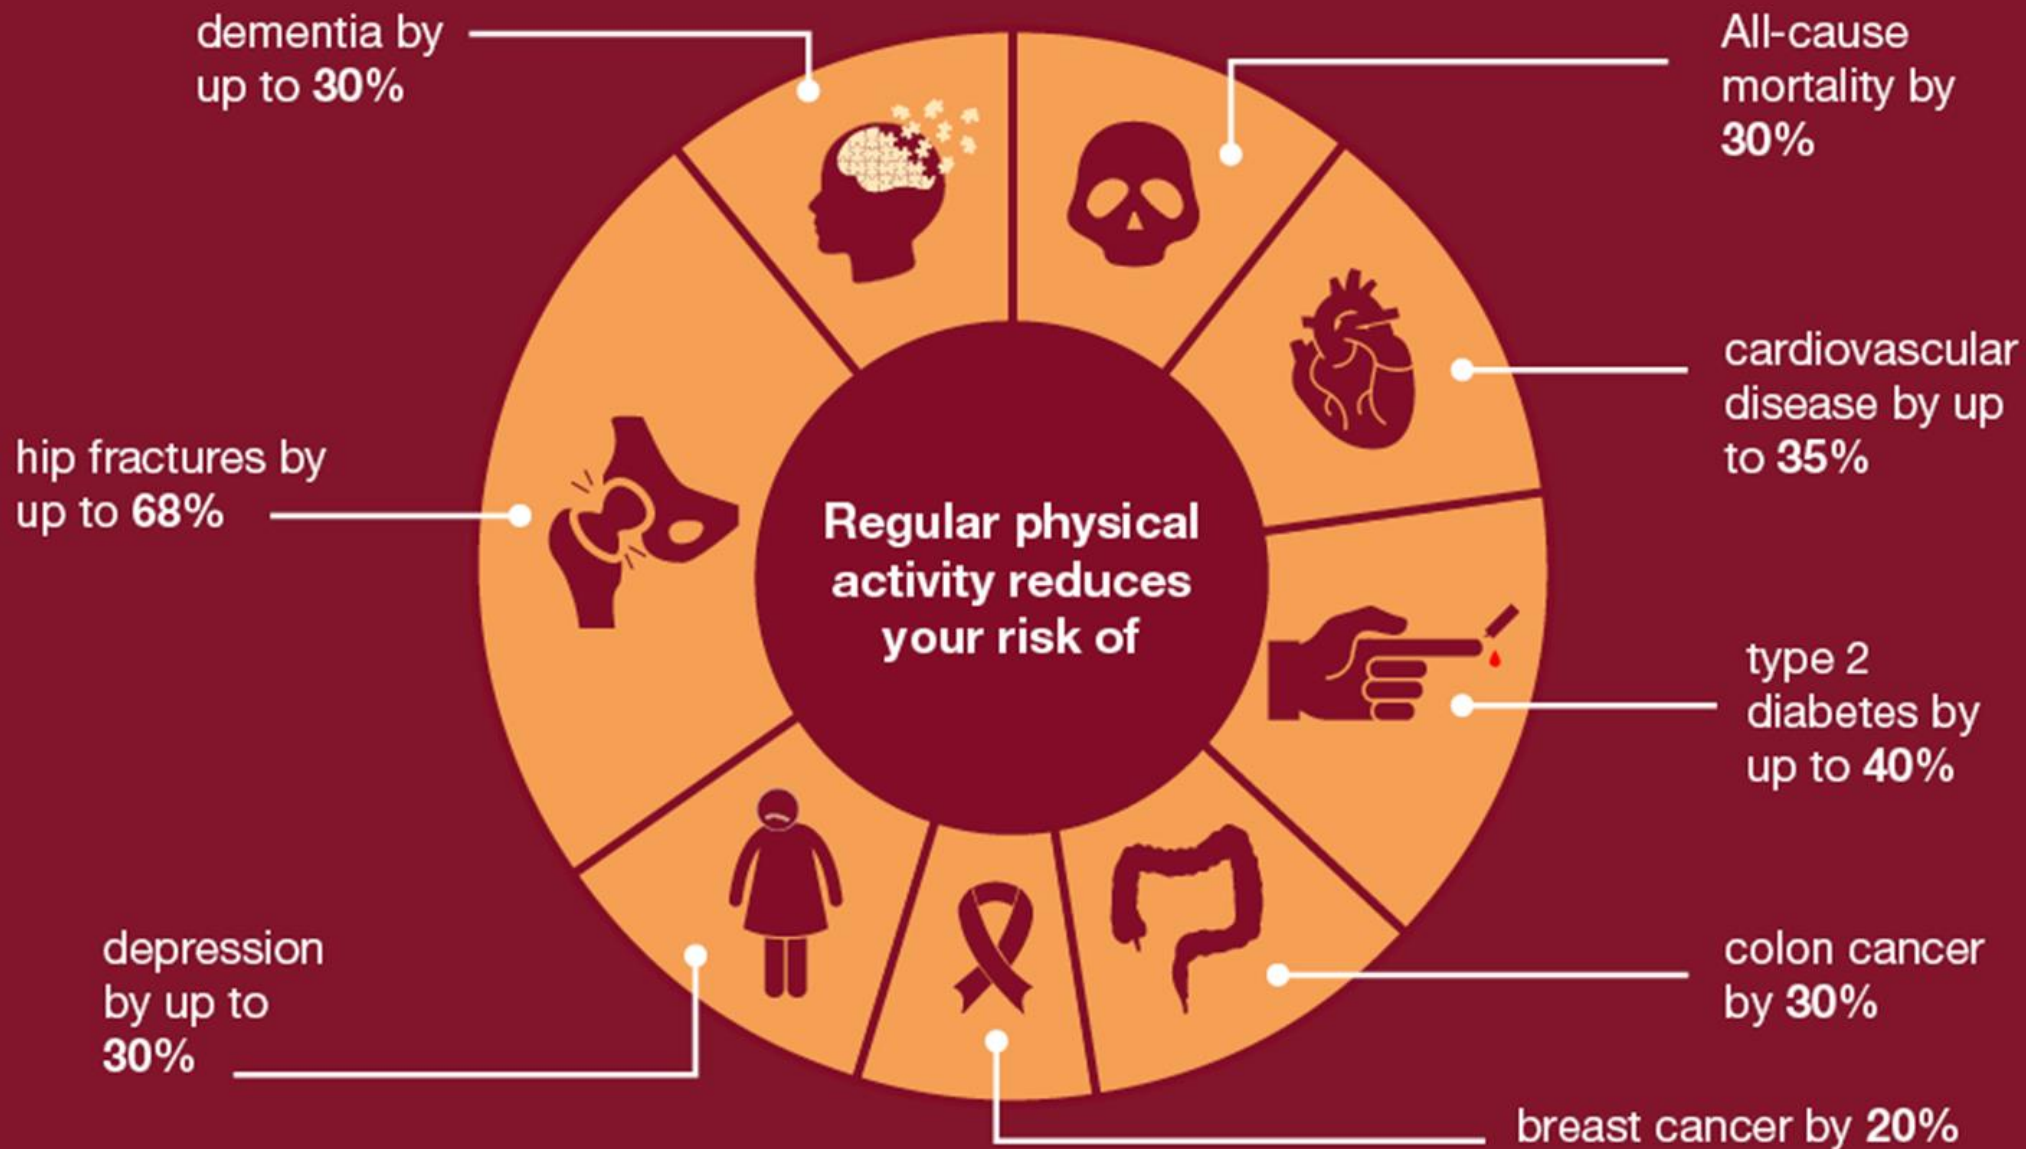 Regular physical
activity reduces
your risk of
All-cause
mortality by
30%
cardiovascular
disease by up
to 35%
type 2
diabetes by
up to 40%
colon cancer
by 30%
breast cancer by 20%
depression
by up to
30%
hip fractures by
up to 68%
dementia by
up to 30%